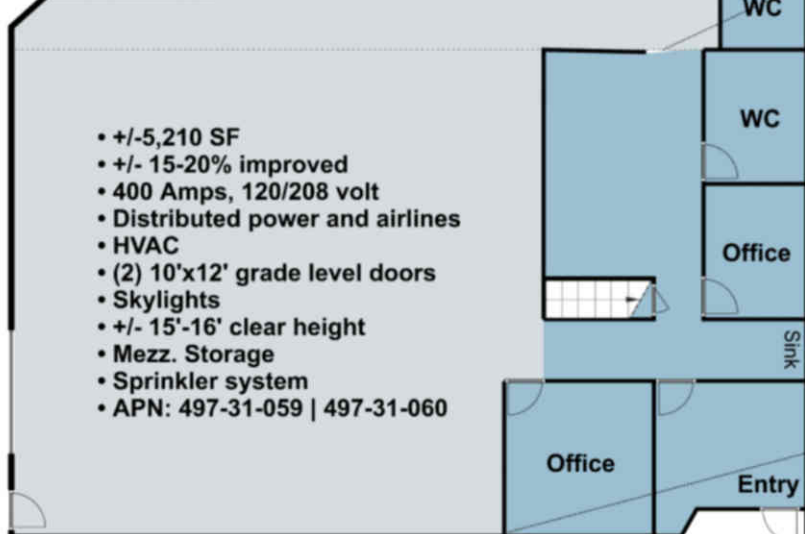 WC
• +/-5,210 SF
• +/- 15-20% improved
• 400 Amps, 120/208 volt
• Distributed power and airlines
• HVAC
• (2) 10'x12' grade level doors
• Skylights
• +/- 15'-16' clear height
• Mezz. Storage
• Sprinkler system
• APN: 497-31-059 | 497-31-060
WC
Office
Sink
Office
Entry